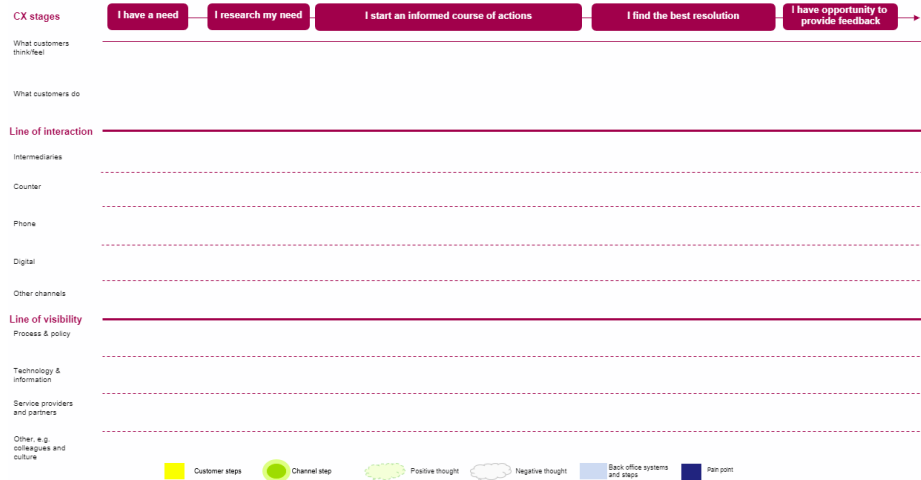 CX stages
I have a need
I research my need
I start an informed course of actions
I find the best resolution
I have opportunity to
provide feedback
What customers
think/feel
What customers do
Line of interaction
Intermediaries
Counter
Phone
Digital
Other channels
Line of visibility
Process & policy
Technology &
information
Service providers
and partners
Other, e.g.
colleagues and
culture
Customer steps
Channel step
Positive thought
Negative thought
Back office systems
and steps
Pain point